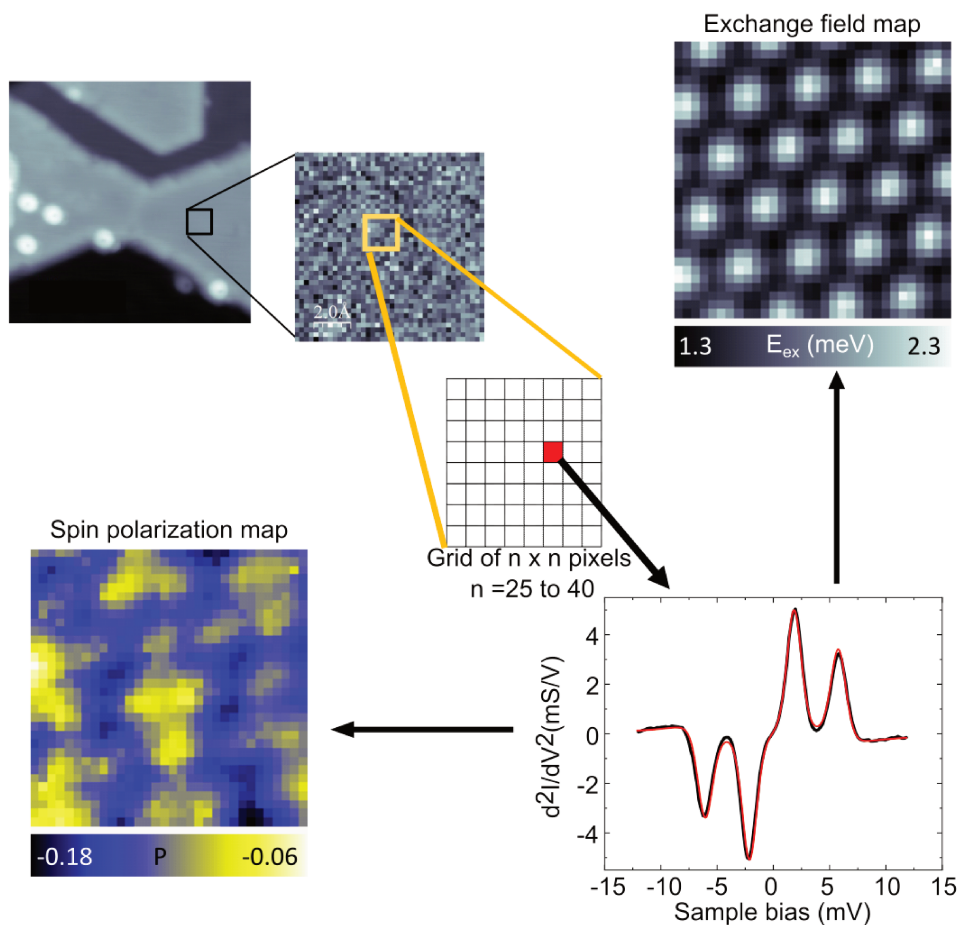 Exchange field map
2.0Å
1.3 E_ex (meV) 2.3
Grid of n x n pixels
n =25 to 40
Spin polarization map
-0.18 P -0.06
d²I/dV² (mS/V)
4
2
0
-2
-4
-15 -10 -5 0 5 10 15
Sample bias (mV)